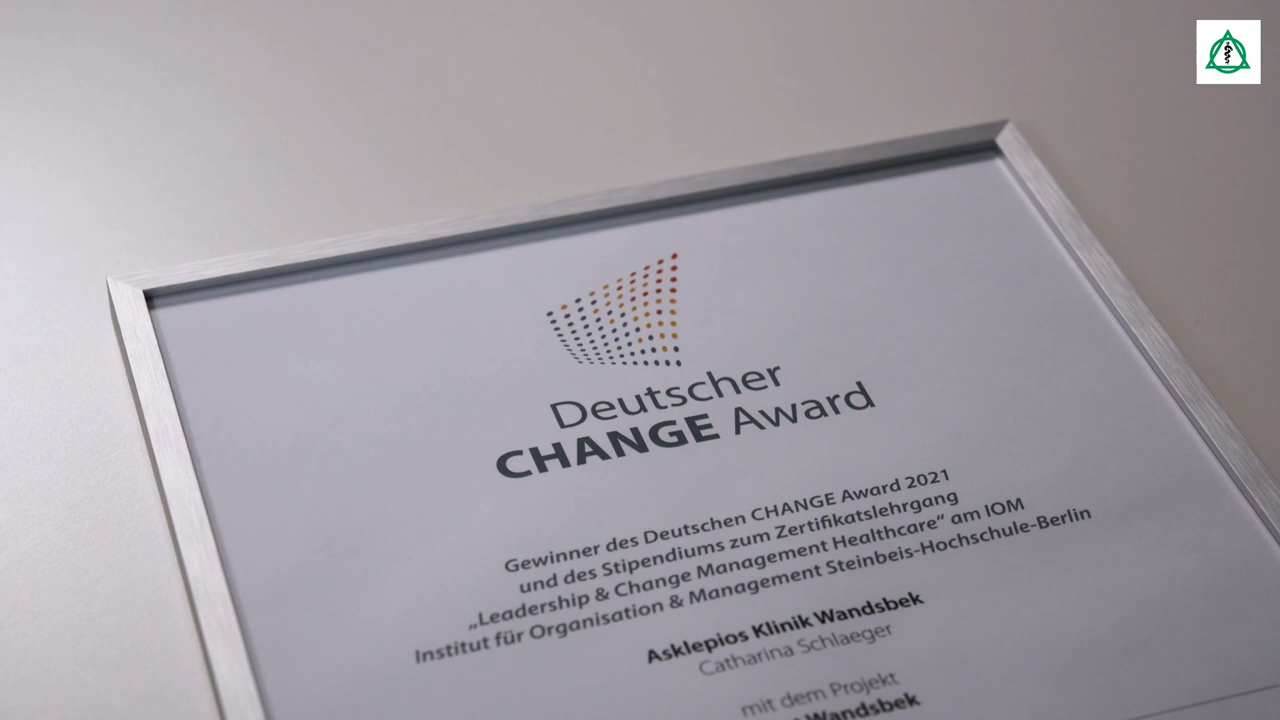 Deutscher
CHANGE Award
Gewinner des Deutschen CHANGE Award 2021
und des Stipendiums zum Zertifikatslehrgang
„Leadership & Change Management Healthcare“ am IOM
Institut für Organisation & Management Steinbeis-Hochschule-Berlin
Asklepios Klinik Wandsbek
Catharina Schlaeger
mit dem Projekt
Wandsbek